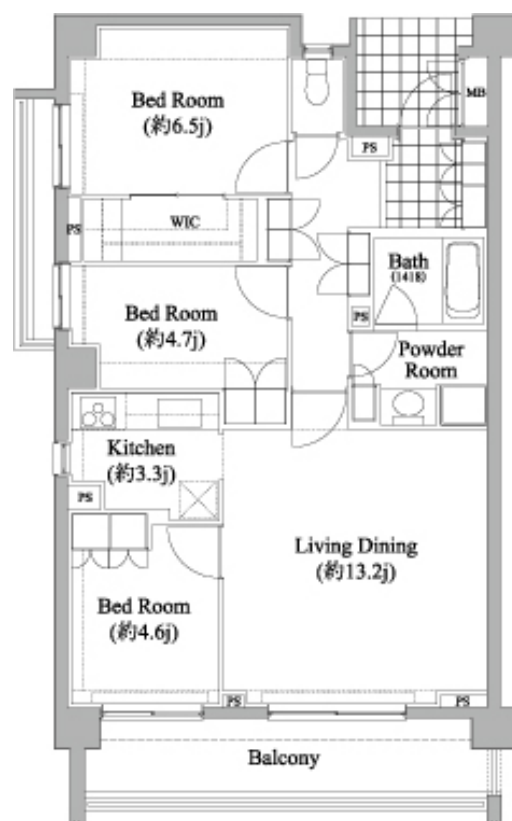 Bed Room
(約6.5j)
MB
PS
PS
WIC
Bath
(1418)
Bed Room
(約4.7j)
PS
Powder
Room
Kitchen
(約3.3j)
PS
Living Dining
(約13.2j)
Bed Room
(約4.6j)
PS
PS
Balcony